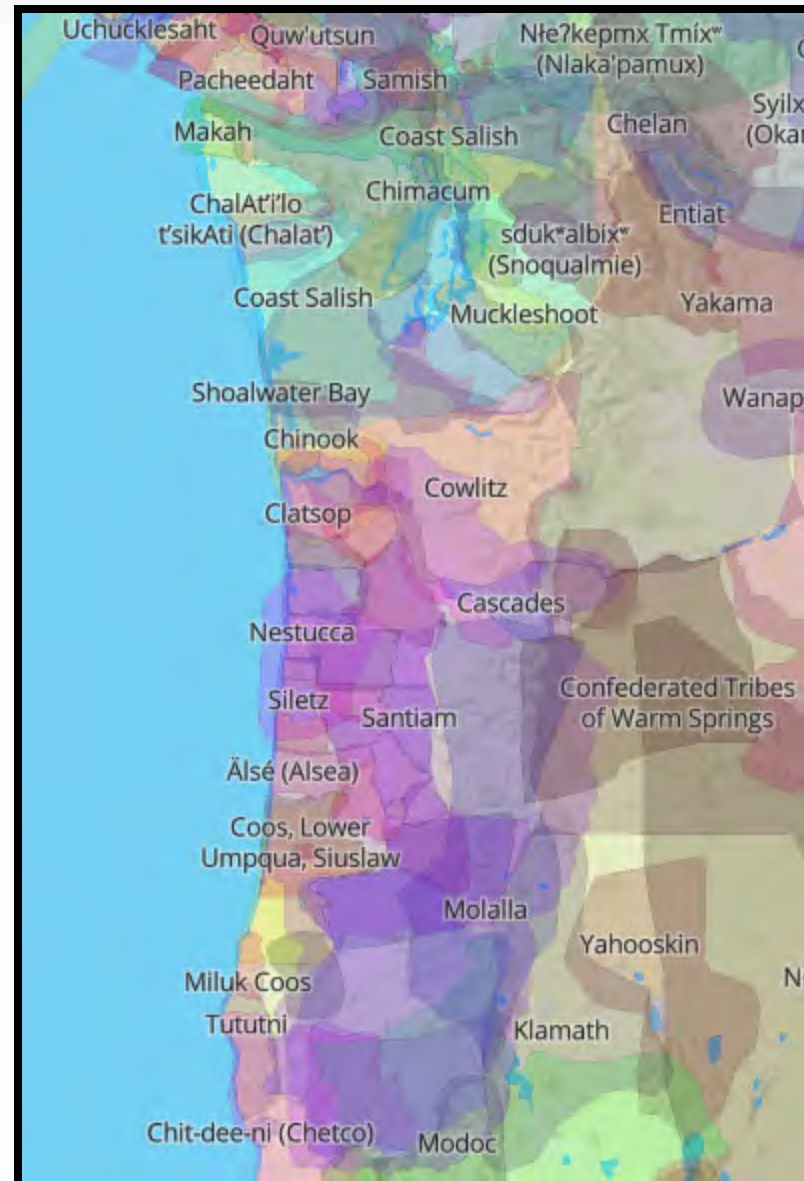 Uchucklesaht
Quw'utsun
Nłeʔkepmx Tmíxʷ
(Nlaka'pamux)
Pacheedaht
Samish
Syilx
(Okan
Makah
Coast Salish
Chelan
Chimacum
ChalAt'i'lo
t'sikAti (Chalat')
Entiat
sdukʷalbixʷ
(Snoqualmie)
Coast Salish
Muckleshoot
Yakama
Shoalwater Bay
Wanap
Chinook
Cowlitz
Clatsop
Cascades
Nestucca
Siletz
Santiam
Confederated Tribes
of Warm Springs
Älsé (Alsea)
Coos, Lower
Umpqua, Siuslaw
Molalla
Yahooskin
Miluk Coos
Tututni
Klamath
Chit-dee-ni (Chetco)
Modoc